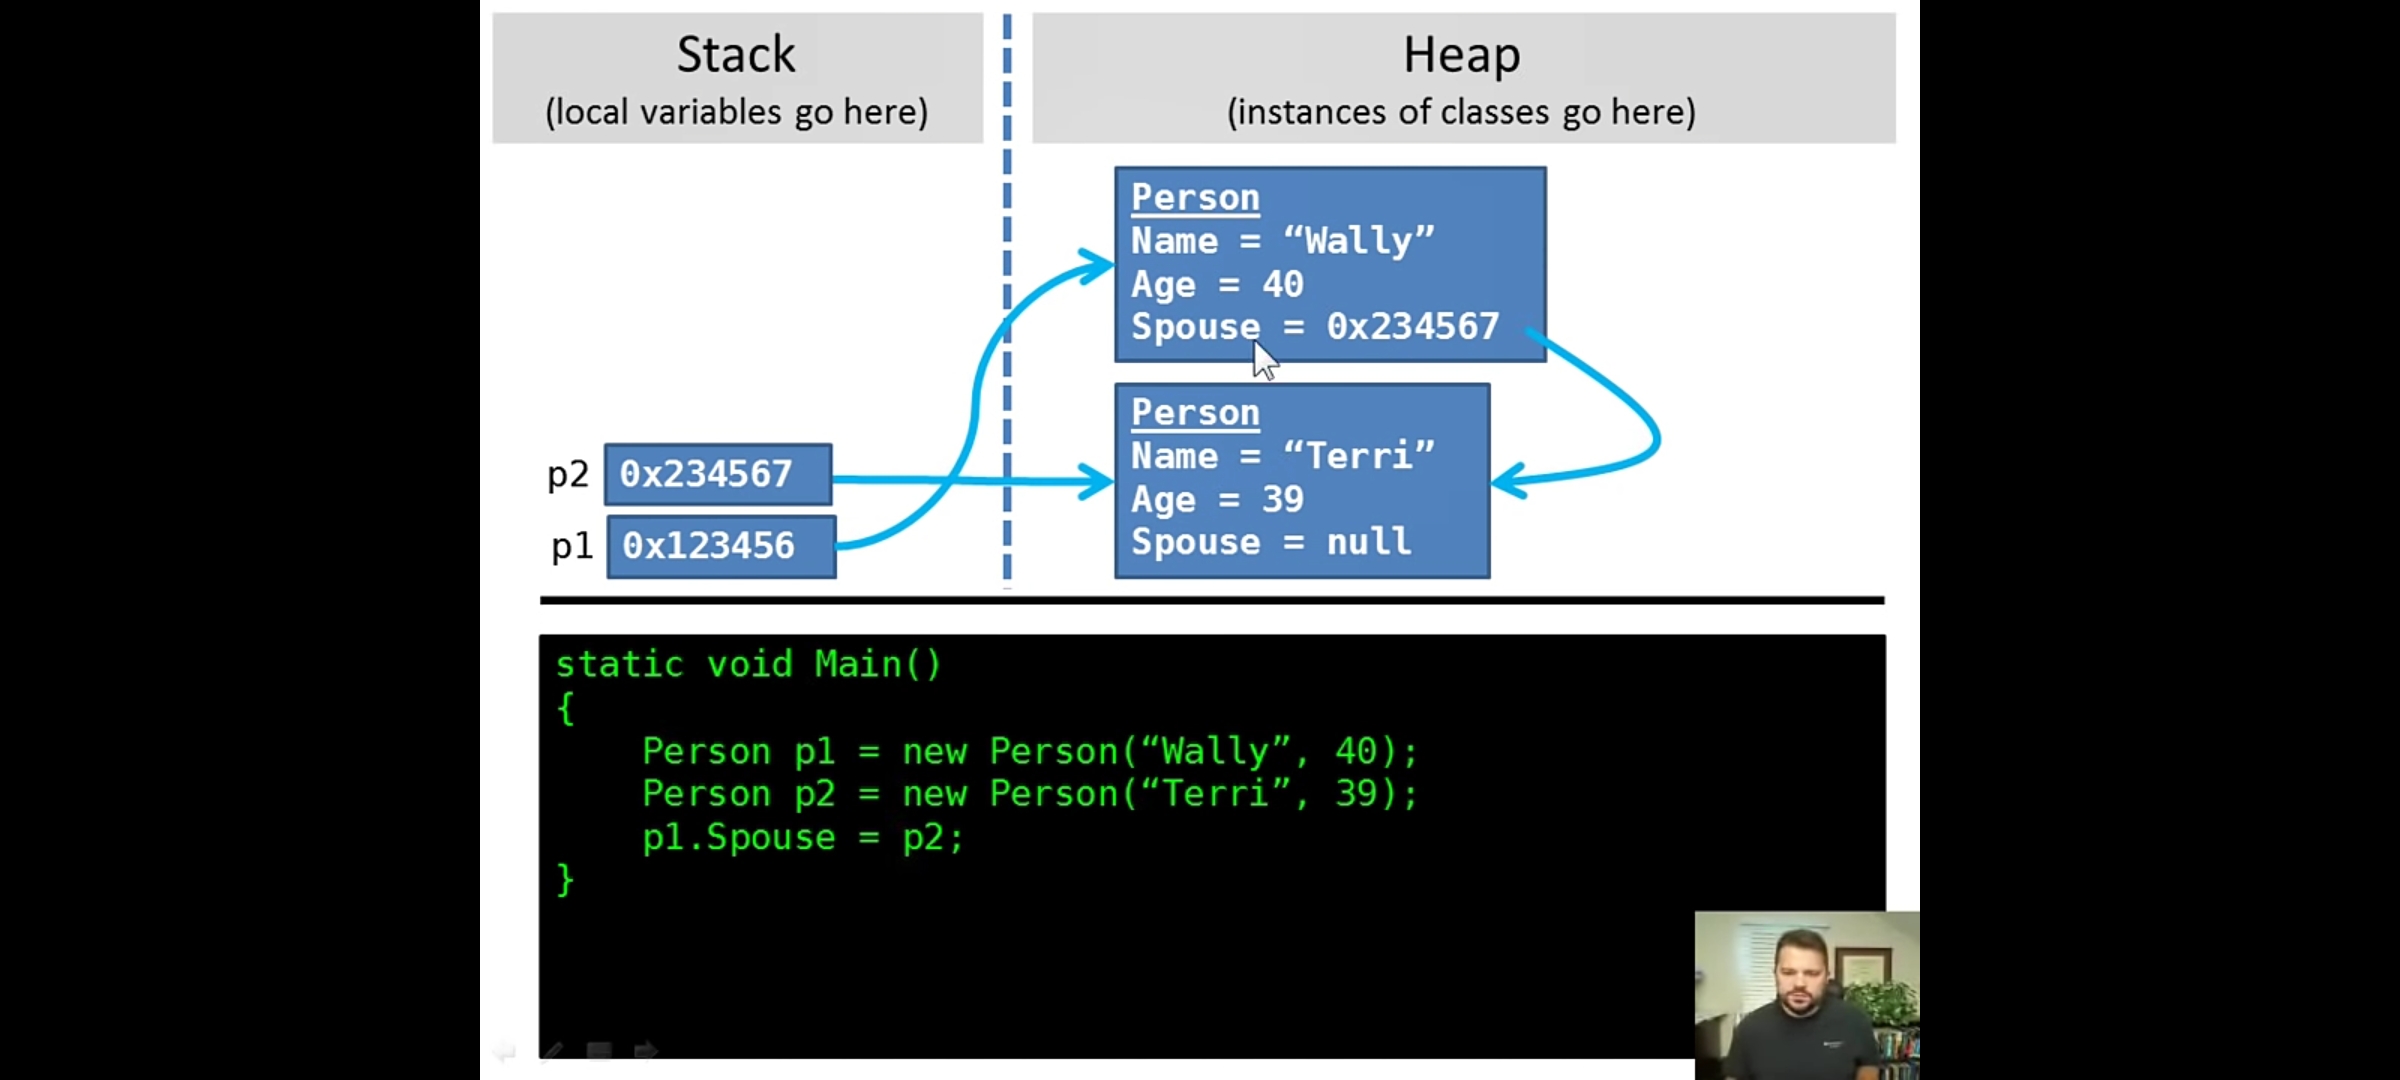 Stack
(local variables go here)
Heap
(instances of classes go here)
Person
Name = “Wally”
Age = 40
Spouse = 0x234567
Person
Name = “Terri”
Age = 39
Spouse = null
p2 0x234567
p1 0x123456
static void Main()
{
    Person p1 = new Person(“Wally”, 40);
    Person p2 = new Person(“Terri”, 39);
    p1.Spouse = p2;
}